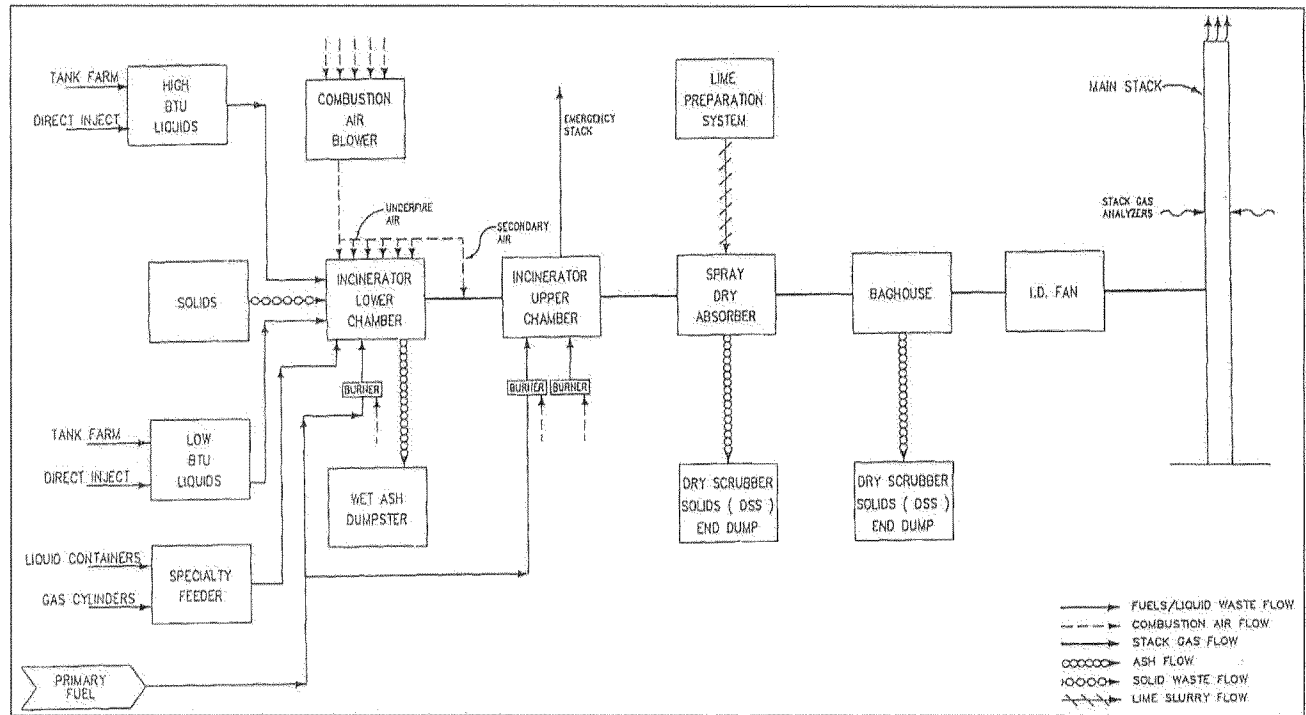 TANK FARM
DIRECT INJECT
HIGH
BTU
LIQUIDS
COMBUSTION
AIR
BLOWER
EMERGENCY
STACK
LIME
PREPARATION
SYSTEM
MAIN STACK
UNDERFIRE
AIR
SECONDARY
AIR
STACK GAS
ANALYZERS
SOLIDS
INCINERATOR
LOWER
CHAMBER
INCINERATOR
UPPER
CHAMBER
SPRAY
DRY
ABSORBER
BAGHOUSE
I.D. FAN
BURNER
BURNER
BURNER
TANK FARM
DIRECT INJECT
LOW
BTU
LIQUIDS
WET ASH
DUMPSTER
DRY SCRUBBER
SOLIDS ( DSS )
END DUMP
DRY SCRUBBER
SOLIDS ( DSS )
END DUMP
LIQUID CONTAINERS
GAS CYLINDERS
SPECIALTY
FEEDER
PRIMARY
FUEL
FUELS/LIQUID WASTE FLOW
COMBUSTION AIR FLOW
STACK GAS FLOW
ASH FLOW
SOLID WASTE FLOW
LIME SLURRY FLOW